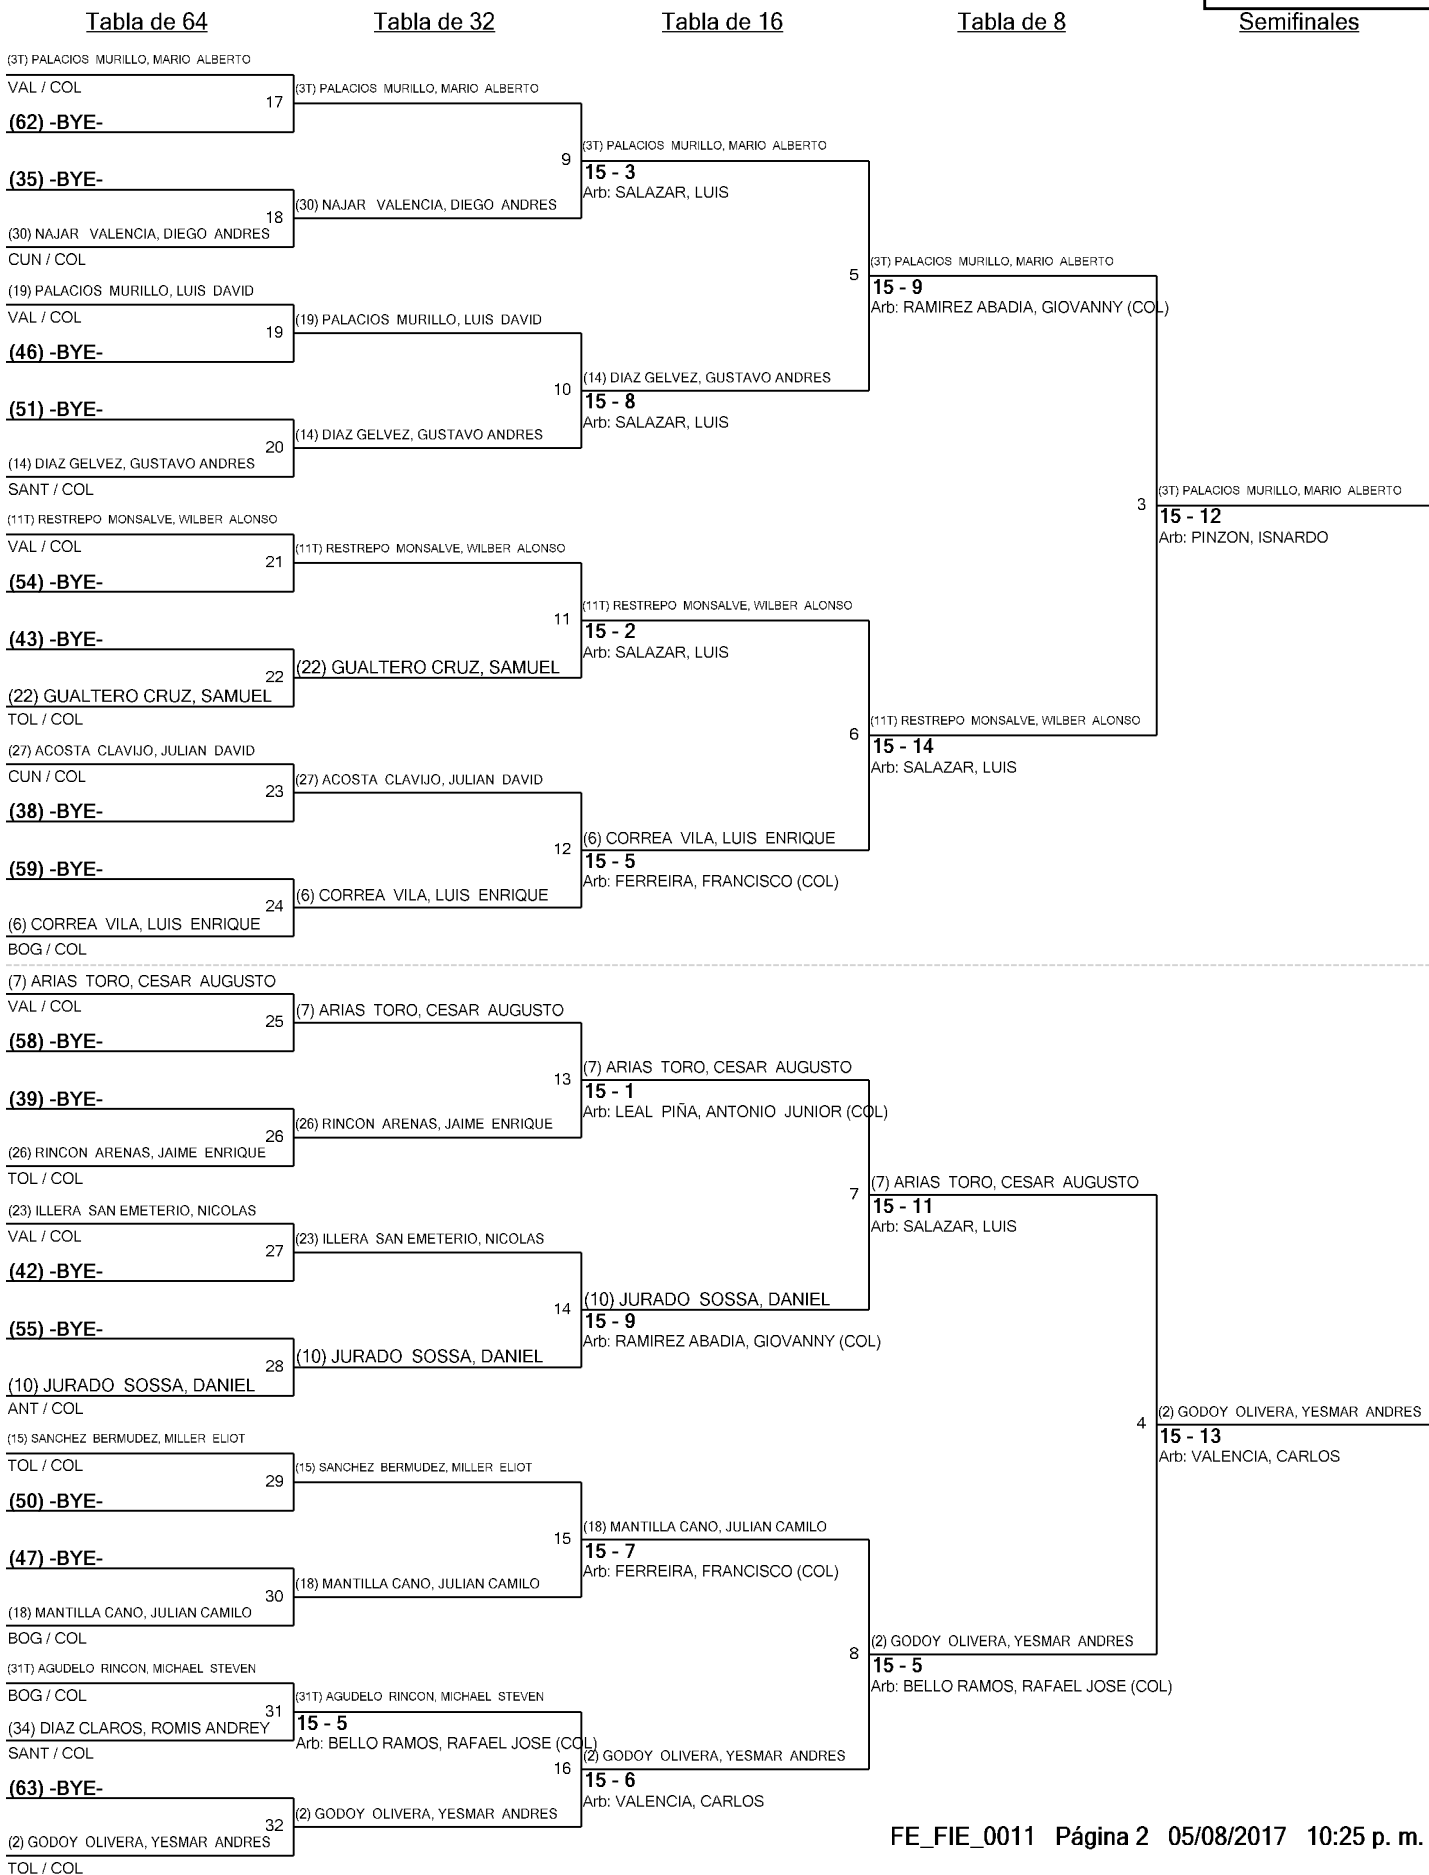 Tabla de 64
Tabla de 32
Tabla de 16
Tabla de 8
Semifinales
(3T) PALACIOS MURILLO, MARIO ALBERTO
VAL / COL
17
(62) -BYE-
(35) -BYE-
18
(30) NAJAR VALENCIA, DIEGO ANDRES
CUN / COL
(19) PALACIOS MURILLO, LUIS DAVID
VAL / COL
19
(46) -BYE-
(51) -BYE-
20
(14) DIAZ GELVEZ, GUSTAVO ANDRES
SANT / COL
(11T) RESTREPO MONSALVE, WILBER ALONSO
VAL / COL
21
(54) -BYE-
(43) -BYE-
22
(22) GUALTERO CRUZ, SAMUEL
TOL / COL
(27) ACOSTA CLAVIJO, JULIAN DAVID
CUN / COL
23
(38) -BYE-
(59) -BYE-
24
(6) CORREA VILA, LUIS ENRIQUE
BOG / COL
(7) ARIAS TORO, CESAR AUGUSTO
VAL / COL
25
(58) -BYE-
(39) -BYE-
26
(26) RINCON ARENAS, JAIME ENRIQUE
TOL / COL
(23) ILLERA SAN EMETERIO, NICOLAS
VAL / COL
27
(42) -BYE-
(55) -BYE-
28
(10) JURADO SOSSA, DANIEL
ANT / COL
(15) SANCHEZ BERMUDEZ, MILLER ELIOT
TOL / COL
29
(50) -BYE-
(47) -BYE-
30
(18) MANTILLA CANO, JULIAN CAMILO
BOG / COL
(31T) AGUDELO RINCON, MICHAEL STEVEN
BOG / COL
31
(34) DIAZ CLAROS, ROMIS ANDREY
SANT / COL
(63) -BYE-
32
(2) GODOY OLIVERA, YESMAR ANDRES
TOL / COL
(3T) PALACIOS MURILLO, MARIO ALBERTO
9
(30) NAJAR VALENCIA, DIEGO ANDRES
(19) PALACIOS MURILLO, LUIS DAVID
10
(14) DIAZ GELVEZ, GUSTAVO ANDRES
(11T) RESTREPO MONSALVE, WILBER ALONSO
11
(22) GUALTERO CRUZ, SAMUEL
(27) ACOSTA CLAVIJO, JULIAN DAVID
12
(6) CORREA VILA, LUIS ENRIQUE
(7) ARIAS TORO, CESAR AUGUSTO
13
(26) RINCON ARENAS, JAIME ENRIQUE
(23) ILLERA SAN EMETERIO, NICOLAS
14
(10) JURADO SOSSA, DANIEL
(15) SANCHEZ BERMUDEZ, MILLER ELIOT
15
(18) MANTILLA CANO, JULIAN CAMILO
(31T) AGUDELO RINCON, MICHAEL STEVEN
15 - 5
Arb: BELLO RAMOS, RAFAEL JOSE (COL)
16
(2) GODOY OLIVERA, YESMAR ANDRES
(3T) PALACIOS MURILLO, MARIO ALBERTO
15 - 3
Arb: SALAZAR, LUIS
5
(14) DIAZ GELVEZ, GUSTAVO ANDRES
15 - 8
Arb: SALAZAR, LUIS
(11T) RESTREPO MONSALVE, WILBER ALONSO
15 - 2
Arb: SALAZAR, LUIS
6
(6) CORREA VILA, LUIS ENRIQUE
15 - 5
Arb: FERREIRA, FRANCISCO (COL)
(7) ARIAS TORO, CESAR AUGUSTO
15 - 1
Arb: LEAL PIÑA, ANTONIO JUNIOR (COL)
7
(10) JURADO SOSSA, DANIEL
15 - 9
Arb: RAMIREZ ABADIA, GIOVANNY (COL)
(18) MANTILLA CANO, JULIAN CAMILO
15 - 7
Arb: FERREIRA, FRANCISCO (COL)
8
(2) GODOY OLIVERA, YESMAR ANDRES
15 - 6
Arb: VALENCIA, CARLOS
(3T) PALACIOS MURILLO, MARIO ALBERTO
15 - 9
Arb: RAMIREZ ABADIA, GIOVANNY (COL)
3
(11T) RESTREPO MONSALVE, WILBER ALONSO
15 - 14
Arb: SALAZAR, LUIS
(7) ARIAS TORO, CESAR AUGUSTO
15 - 11
Arb: SALAZAR, LUIS
4
(2) GODOY OLIVERA, YESMAR ANDRES
15 - 5
Arb: BELLO RAMOS, RAFAEL JOSE (COL)
(3T) PALACIOS MURILLO, MARIO ALBERTO
15 - 12
Arb: PINZON, ISNARDO
(2) GODOY OLIVERA, YESMAR ANDRES
15 - 13
Arb: VALENCIA, CARLOS
FE_FIE_0011 Página 2 05/08/2017 10:25 p. m.